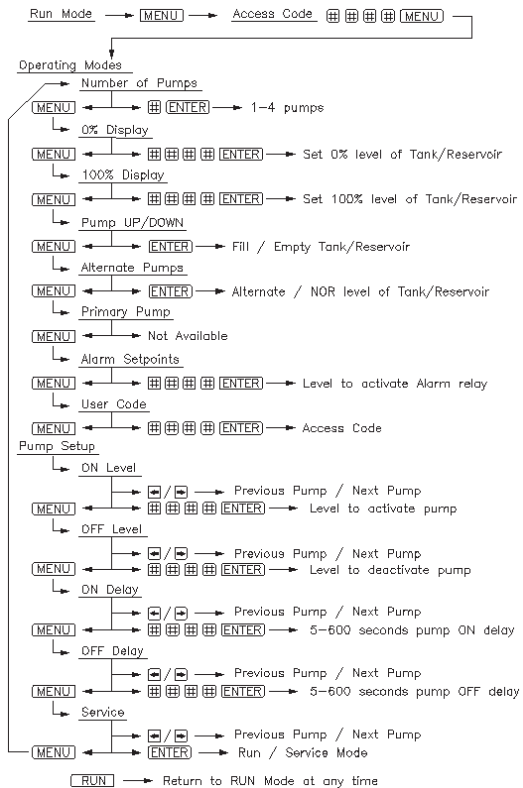 Run Mode → MENU → Access Code # # # # MENU
Operating Modes
Number of Pumps
MENU # ENTER → 1-4 pumps
0% Display
MENU # # # # ENTER → Set 0% level of Tank/Reservoir
100% Display
MENU # # # # ENTER → Set 100% level of Tank/Reservoir
Pump UP/DOWN
MENU ENTER → Fill / Empty Tank/Reservoir
Alternate Pumps
MENU ENTER → Alternate / NOR level of Tank/Reservoir
Primary Pump
MENU Not Available
Alarm Setpoints
MENU # # # # ENTER → Level to activate Alarm relay
User Code
MENU # # # # ENTER → Access Code
Pump Setup
ON Level
←/→ → Previous Pump / Next Pump
MENU # # # # ENTER → Level to activate pump
OFF Level
←/→ → Previous Pump / Next Pump
MENU # # # # ENTER → Level to deactivate pump
ON Delay
←/→ → Previous Pump / Next Pump
MENU # # # # ENTER → 5-600 seconds pump ON delay
OFF Delay
←/→ → Previous Pump / Next Pump
MENU # # # # ENTER → 5-600 seconds pump OFF delay
Service
←/→ → Previous Pump / Next Pump
MENU ENTER → Run / Service Mode
RUN → Return to RUN Mode at any time